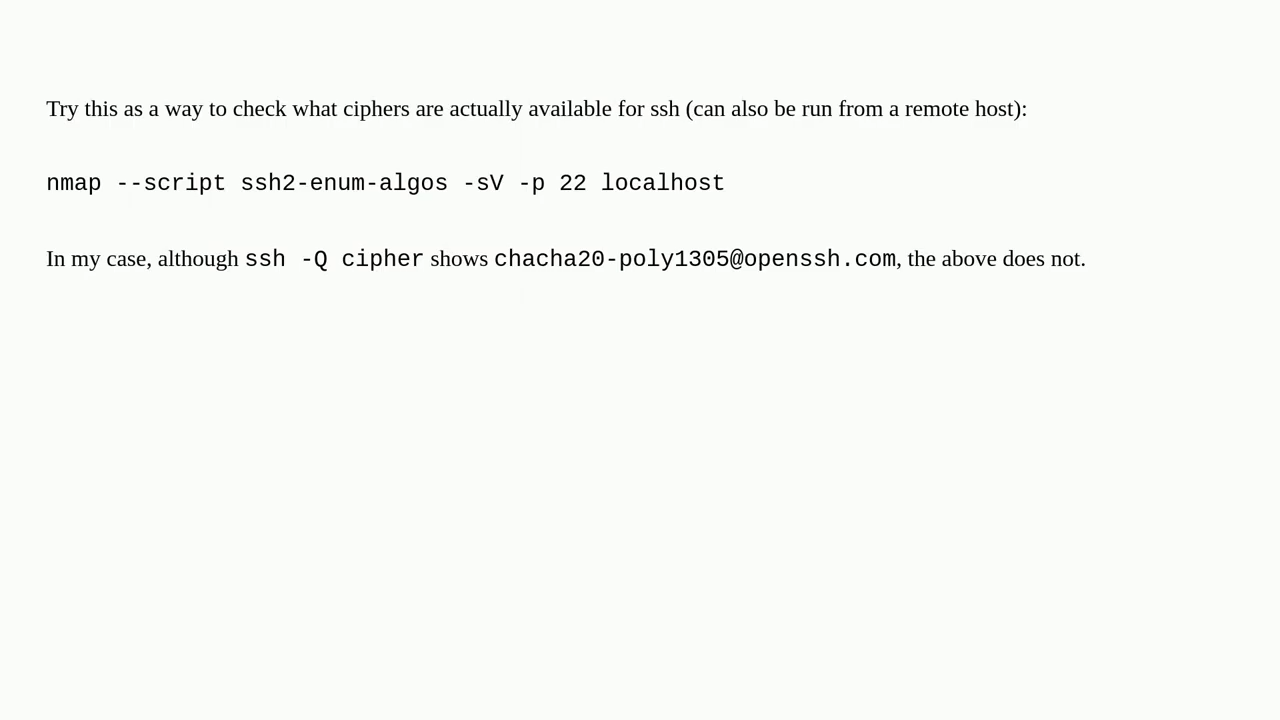 Try this as a way to check what ciphers are actually available for ssh (can also be run from a remote host):
nmap --script ssh2-enum-algos -sV -p 22 localhost
In my case, although ssh -Q cipher shows chacha20-poly1305@openssh.com, the above does not.